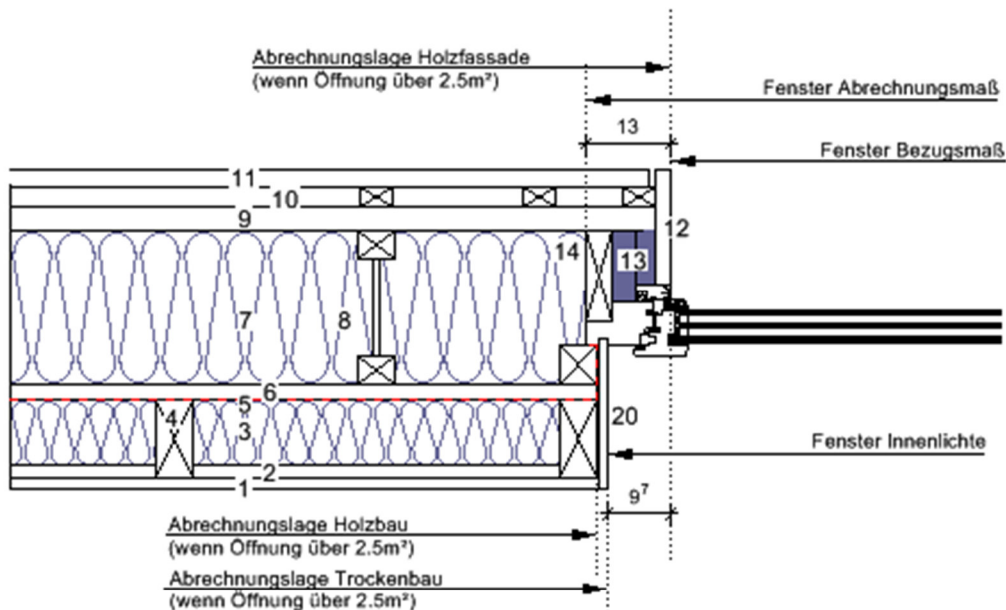 Abrechnungslage Holzfassade
(wenn Öffnung über 2.5m²)
Fenster Abrechnungsmaß
13
Fenster Bezugsmaß
11
10
9
12
14
13
7
8
6
5
4
3
20
Fenster Innenlichte
2
1
9⁷
Abrechnungslage Holzbau
(wenn Öffnung über 2.5m²)
Abrechnungslage Trockenbau
(wenn Öffnung über 2.5m²)